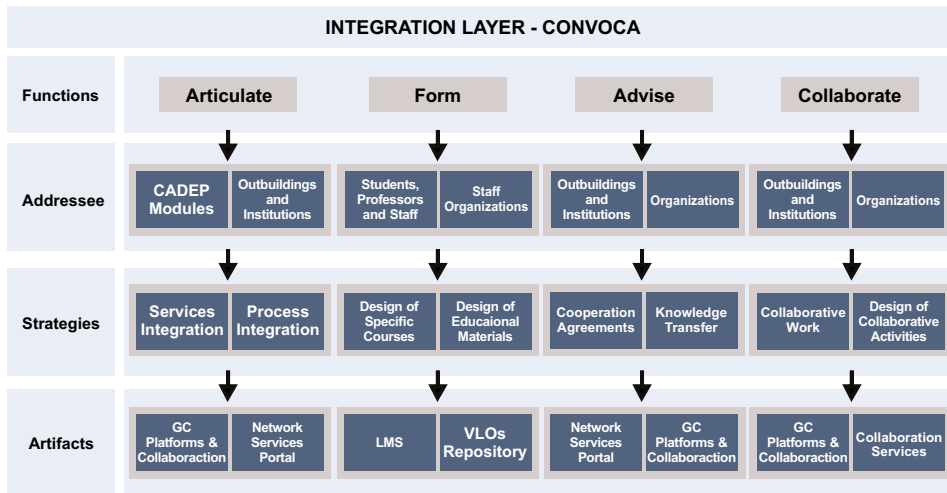 INTEGRATION LAYER - CONVOCA
Functions
Articulate
Form
Advise
Collaborate
Addressee
CADEP
Modules
Outbuildings
and
Institutions
Students,
Professors
and Staff
Staff
Organizations
Outbuildings
and
Institutions
Organizations
Outbuildings
and
Institutions
Organizations
Strategies
Services
Integration
Process
Integration
Design of
Specific
Courses
Design of
Educaional
Materials
Cooperation
Agreements
Knowledge
Transfer
Collaborative
Work
Design of
Collaborative
Activities
Artifacts
GC
Platforms &
Collaboraction
Network
Services
Portal
LMS
VLOs
Repository
Network
Services
Portal
GC
Platforms &
Collaboraction
GC
Platforms &
Collaboraction
Collaboration
Services